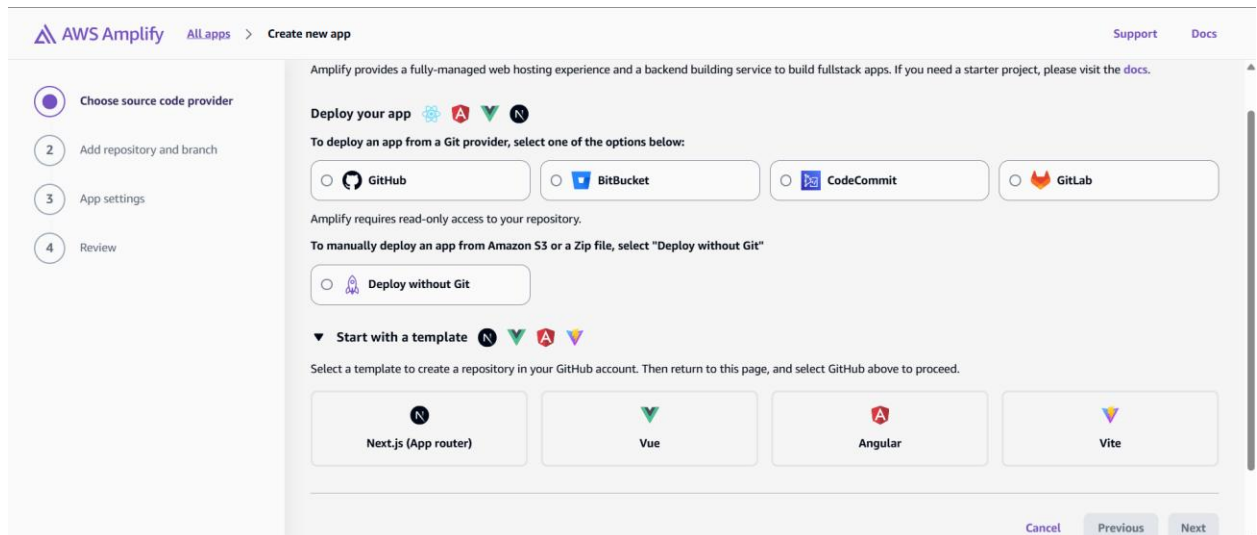 AWS Amplify All apps > Create new app Support Docs
Amplify provides a fully-managed web hosting experience and a backend building service to build fullstack apps. If you need a starter project, please visit the docs.
Choose source code provider
2 Add repository and branch
3 App settings
4 Review
Deploy your app
To deploy an app from a Git provider, select one of the options below:
GitHub BitBucket CodeCommit GitLab
Amplify requires read-only access to your repository.
To manually deploy an app from Amazon S3 or a Zip file, select "Deploy without Git"
Deploy without Git
Start with a template
Select a template to create a repository in your GitHub account. Then return to this page, and select GitHub above to proceed.
Next.js (App router) Vue Angular Vite
Cancel Previous Next